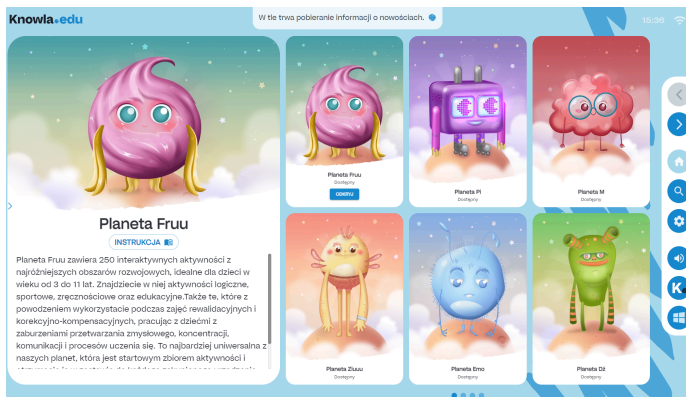 Knowla.edu
W tle trwa pobieranie informacji o nowościach.
15:36
Planeta Fruu
INSTRUKCJA
Planeta Fruu zawiera 250 interaktywnych aktywności z
najróżniejszych obszarów rozwojowych, idealne dla dzieci w
wieku od 3 do 11 lat. Znajdziecie w niej aktywności logiczne,
sportowe, zręcznościowe oraz edukacyjne.Także te, które z
powodzeniem wykorzystacie podczas zajęć rewalidacyjnych i
korekcyjno-kompensacyjnych, pracując z dziećmi z
zaburzeniami przetwarzania zmysłowego, koncentracji,
komunikacji i procesów uczenia się. To najbardziej uniwersalna z
naszych planet, która jest startowym zbiorem aktywności i
Planeta Fruu
Dostępny
ODKRYJ
Planeta Pi
Dostępny
Planeta M
Dostępny
Planeta Ziuuu
Dostępny
Planeta Emo
Dostępny
Planeta Dź
Dostępny
K